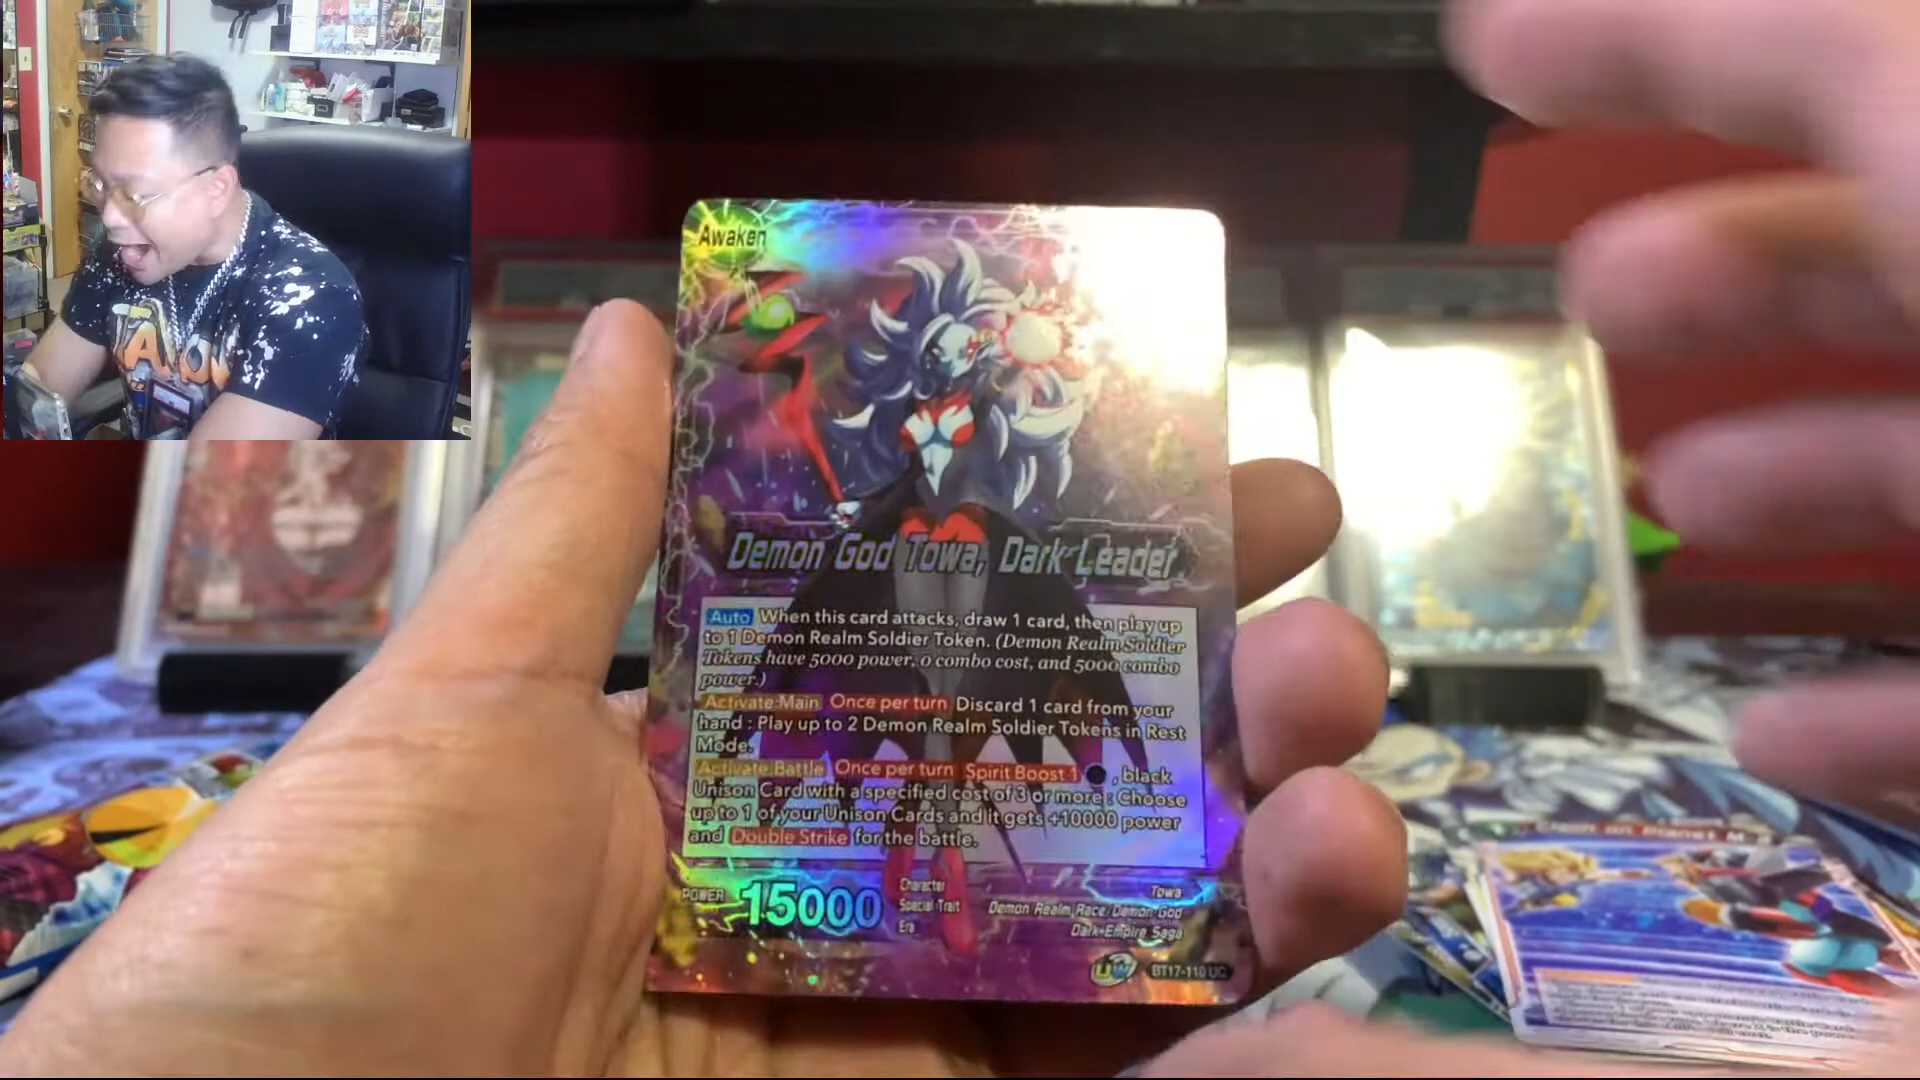 Awaken
Demon God Towa, Dark Leader
Auto When this card attacks, draw 1 card, then play up
to 1 Demon Realm Soldier Token. (Demon Realm Soldier
Tokens have 5000 power, 0 combo cost, and 5000 combo
power.)
Activate:Main Once per turn Discard 1 card from your
hand : Play up to 2 Demon Realm Soldier Tokens in Rest
Mode.
Activate:Battle Once per turn Spirit Boost 1 , black
Unison Card with a specified cost of 3 or more : Choose
up to 1 of your Unison Cards and it gets +10000 power
and Double Strike for the battle.
POWER 15000
Character Towa
Special Trait Demon Realm Race/Demon God
Era Dark Empire Saga
UW BT17-110 UC
on Planet M-2